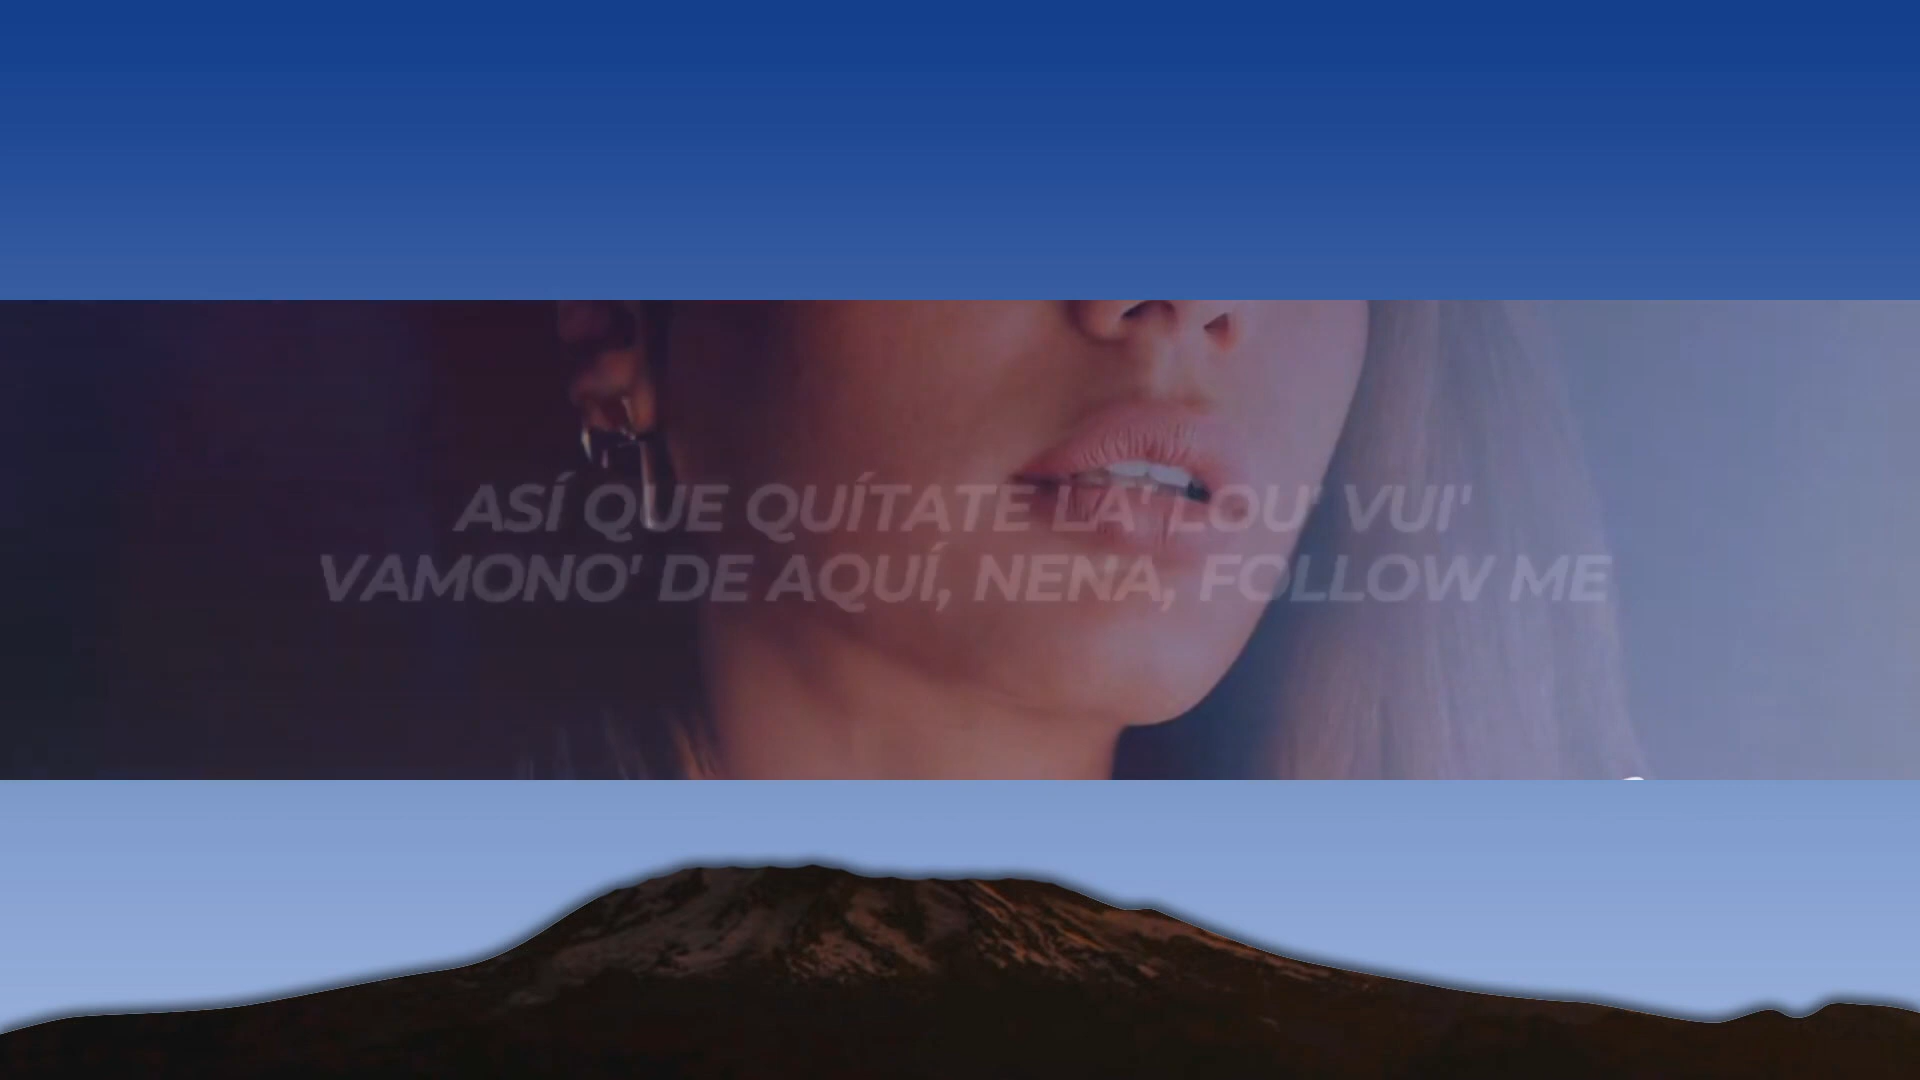 ASÍ QUE QUÍTATE LA' LOU' VUI'
VAMONO' DE AQUÍ, NENA, FOLLOW ME